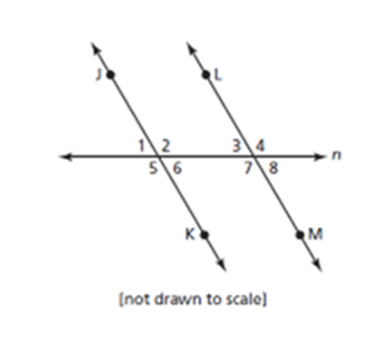 J L
1 2 3 4 n
5 6 7 8
K M
[not drawn to scale]